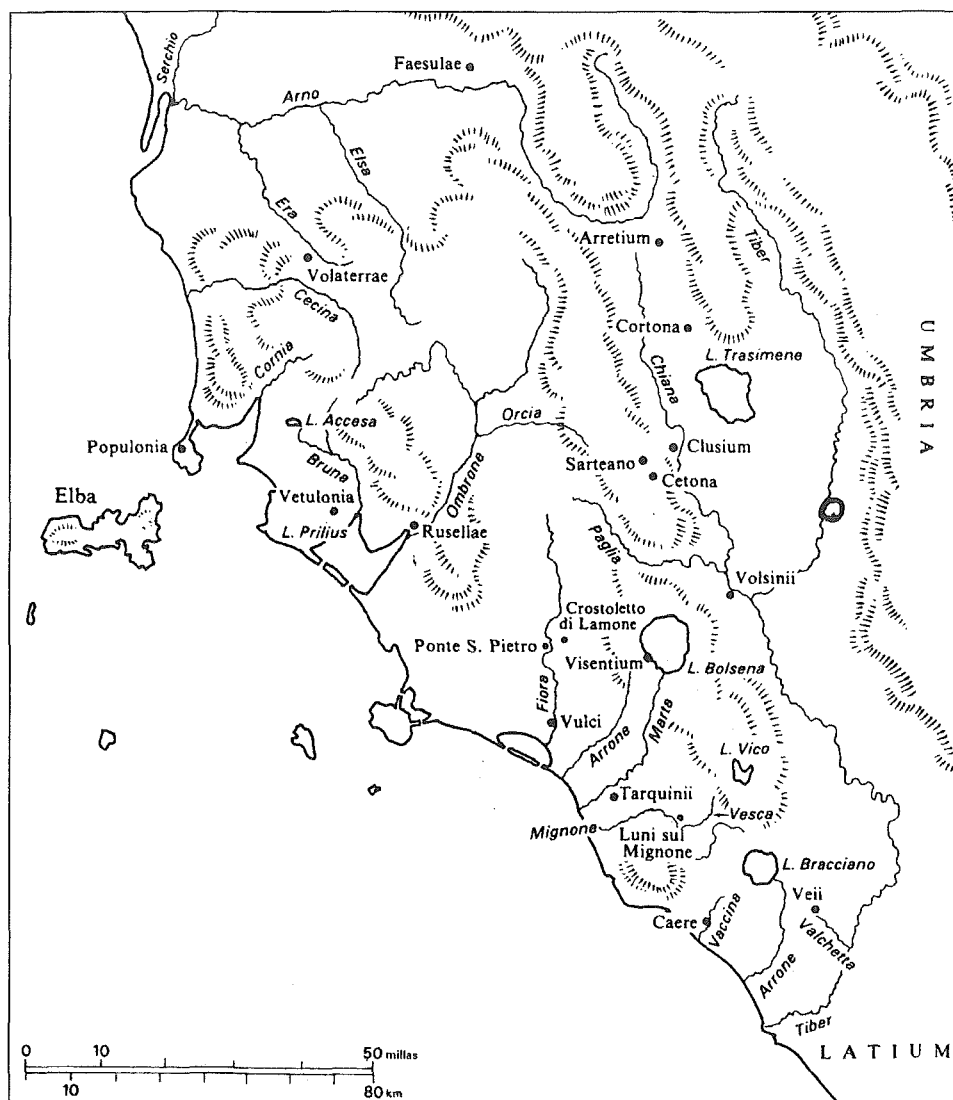 Serchio
Faesulae
Arno
Elsa
Era
Arretium
Tiber
Volaterrae
Cecina
Cortona
UMBRIA
L. Trasimene
Cornia
Chiana
L. Accesa
Orcia
Populonia
Clusium
Bruna
Sarteano
Ombrone
Cetona
Elba
Vetulonia
L. Prilius
Rusellae
Paglia
Volsinii
Crostoletto
di Lamone
Ponte S. Pietro
Visentium
L. Bolsena
Fiora
Marta
Vulci
Arrone
L. Vico
Tarquinii
Vesca
Mignone
Luni sul
Mignone
L. Bracciano
Veii
Caere
Vaccina
Valchetta
Arrone
Tiber
LATIUM
0 10 50 millas
10 80 km